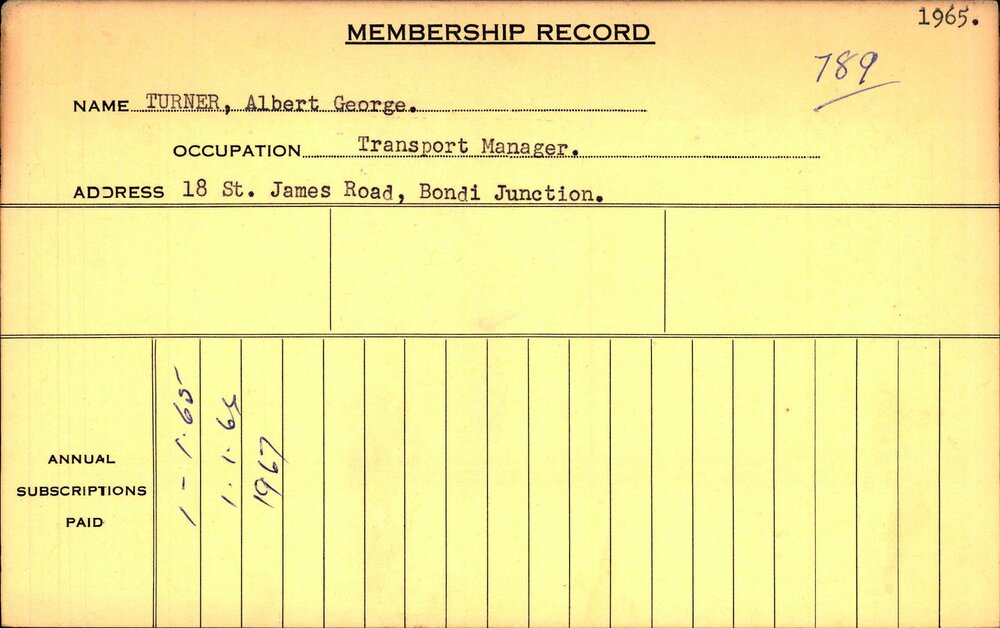 1965.
MEMBERSHIP RECORD
789
NAME TURNER, Albert George.
OCCUPATION Transport Manager.
ADDRESS 18 St. James Road, Bondi Junction.
ANNUAL
SUBSCRIPTIONS
PAID
1-1.65
1.1.66
1967